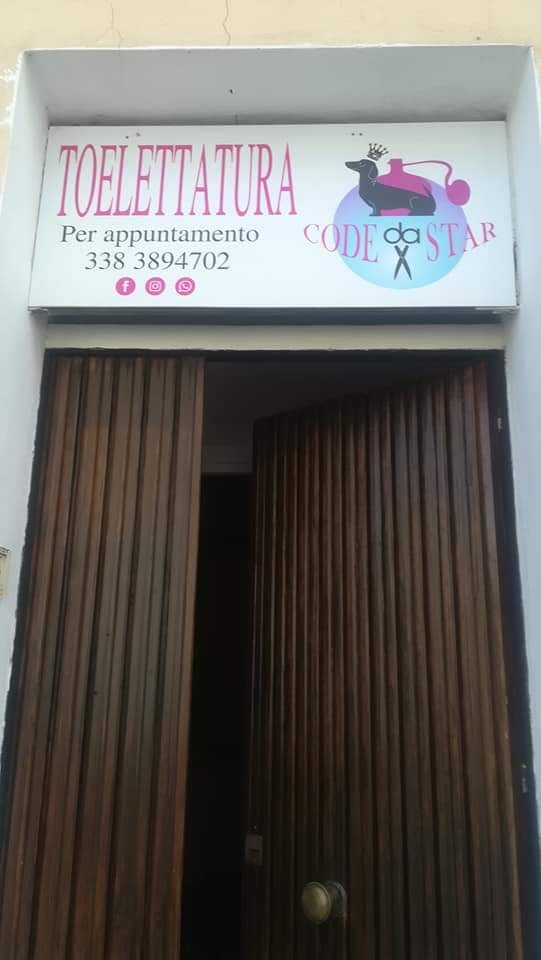 TOELETTATURA
Per appuntamento
338 3894702
CODE da STAR